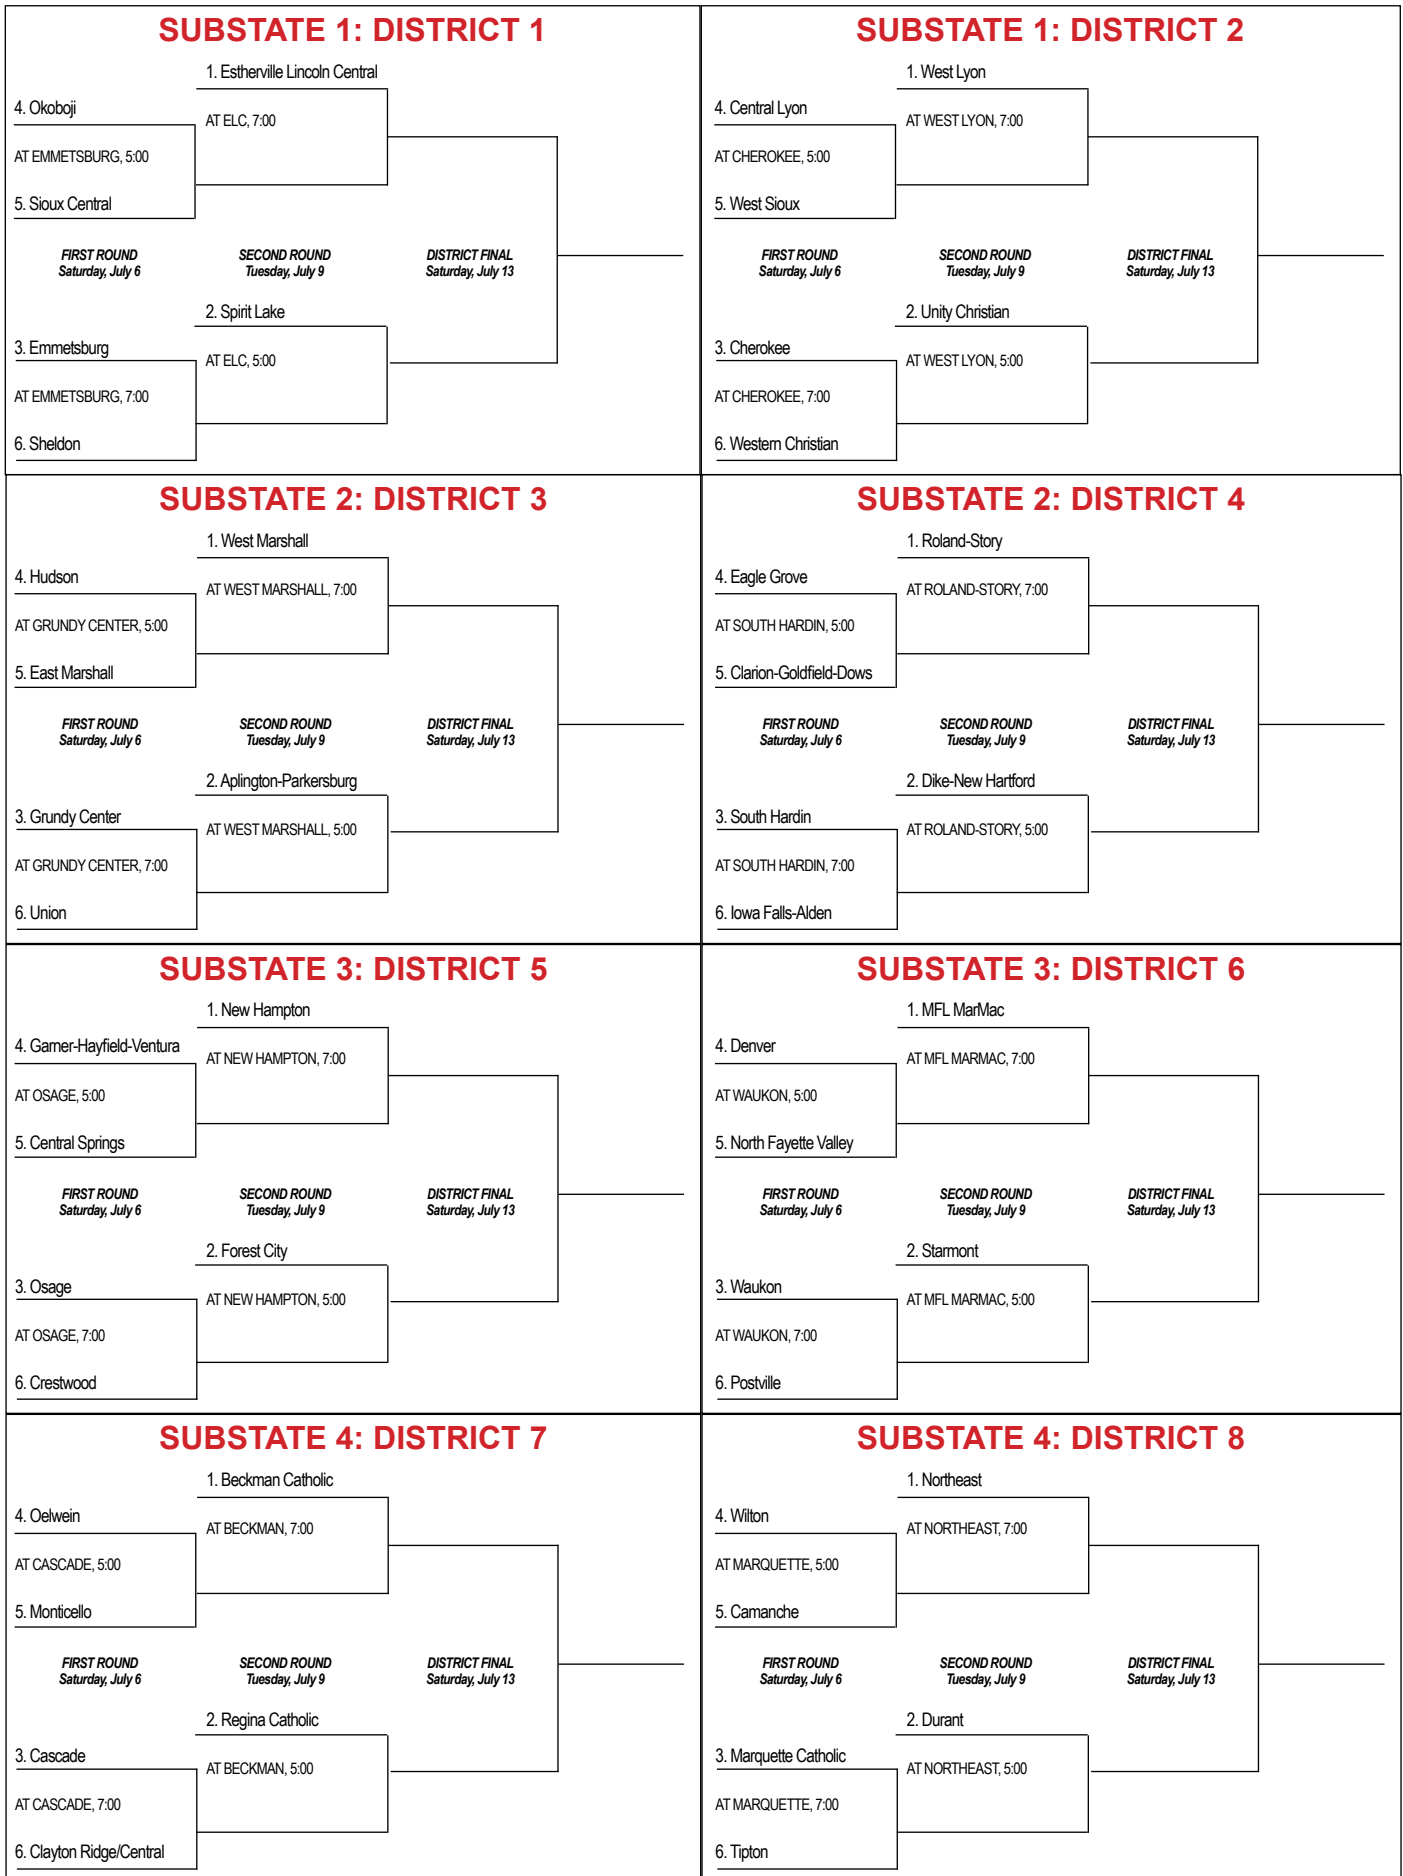 SUBSTATE 1: DISTRICT 1
1. Estherville Lincoln Central
4. Okoboji
AT ELC, 7:00
AT EMMETSBURG, 5:00
5. Sioux Central
FIRST ROUND
Saturday, July 6
SECOND ROUND
Tuesday, July 9
DISTRICT FINAL
Saturday, July 13
2. Spirit Lake
3. Emmetsburg
AT ELC, 5:00
AT EMMETSBURG, 7:00
6. Sheldon
SUBSTATE 1: DISTRICT 2
1. West Lyon
4. Central Lyon
AT WEST LYON, 7:00
AT CHEROKEE, 5:00
5. West Sioux
FIRST ROUND
Saturday, July 6
SECOND ROUND
Tuesday, July 9
DISTRICT FINAL
Saturday, July 13
2. Unity Christian
3. Cherokee
AT WEST LYON, 5:00
AT CHEROKEE, 7:00
6. Western Christian
SUBSTATE 2: DISTRICT 3
1. West Marshall
4. Hudson
AT WEST MARSHALL, 7:00
AT GRUNDY CENTER, 5:00
5. East Marshall
FIRST ROUND
Saturday, July 6
SECOND ROUND
Tuesday, July 9
DISTRICT FINAL
Saturday, July 13
2. Aplington-Parkersburg
3. Grundy Center
AT WEST MARSHALL, 5:00
AT GRUNDY CENTER, 7:00
6. Union
SUBSTATE 2: DISTRICT 4
1. Roland-Story
4. Eagle Grove
AT ROLAND-STORY, 7:00
AT SOUTH HARDIN, 5:00
5. Clarion-Goldfield-Dows
FIRST ROUND
Saturday, July 6
SECOND ROUND
Tuesday, July 9
DISTRICT FINAL
Saturday, July 13
2. Dike-New Hartford
3. South Hardin
AT ROLAND-STORY, 5:00
AT SOUTH HARDIN, 7:00
6. Iowa Falls-Alden
SUBSTATE 3: DISTRICT 5
1. New Hampton
4. Garner-Hayfield-Ventura
AT NEW HAMPTON, 7:00
AT OSAGE, 5:00
5. Central Springs
FIRST ROUND
Saturday, July 6
SECOND ROUND
Tuesday, July 9
DISTRICT FINAL
Saturday, July 13
2. Forest City
3. Osage
AT NEW HAMPTON, 5:00
AT OSAGE, 7:00
6. Crestwood
SUBSTATE 3: DISTRICT 6
1. MFL MarMac
4. Denver
AT MFL MARMAC, 7:00
AT WAUKON, 5:00
5. North Fayette Valley
FIRST ROUND
Saturday, July 6
SECOND ROUND
Tuesday, July 9
DISTRICT FINAL
Saturday, July 13
2. Starmont
3. Waukon
AT MFL MARMAC, 5:00
AT WAUKON, 7:00
6. Postville
SUBSTATE 4: DISTRICT 7
1. Beckman Catholic
4. Oelwein
AT BECKMAN, 7:00
AT CASCADE, 5:00
5. Monticello
FIRST ROUND
Saturday, July 6
SECOND ROUND
Tuesday, July 9
DISTRICT FINAL
Saturday, July 13
2. Regina Catholic
3. Cascade
AT BECKMAN, 5:00
AT CASCADE, 7:00
6. Clayton Ridge/Central
SUBSTATE 4: DISTRICT 8
1. Northeast
4. Wilton
AT NORTHEAST, 7:00
AT MARQUETTE, 5:00
5. Camanche
FIRST ROUND
Saturday, July 6
SECOND ROUND
Tuesday, July 9
DISTRICT FINAL
Saturday, July 13
2. Durant
3. Marquette Catholic
AT NORTHEAST, 5:00
AT MARQUETTE, 7:00
6. Tipton